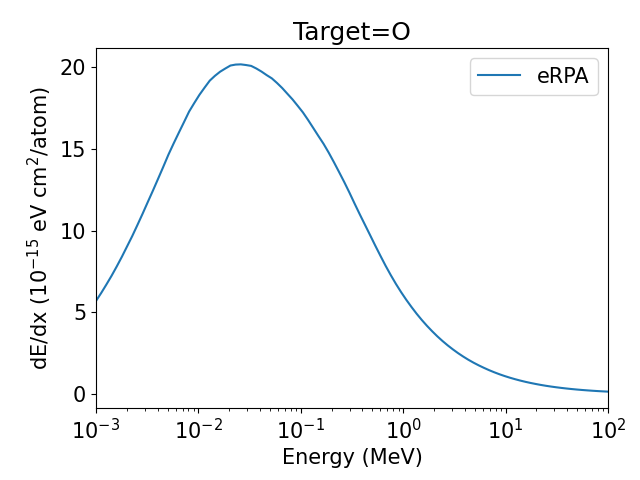 Target=O
eRPA
dE/dx (10⁻¹⁵ eV cm²/atom)
20
15
10
5
0
10⁻³ 10⁻² 10⁻¹ 10⁰ 10¹ 10²
Energy (MeV)